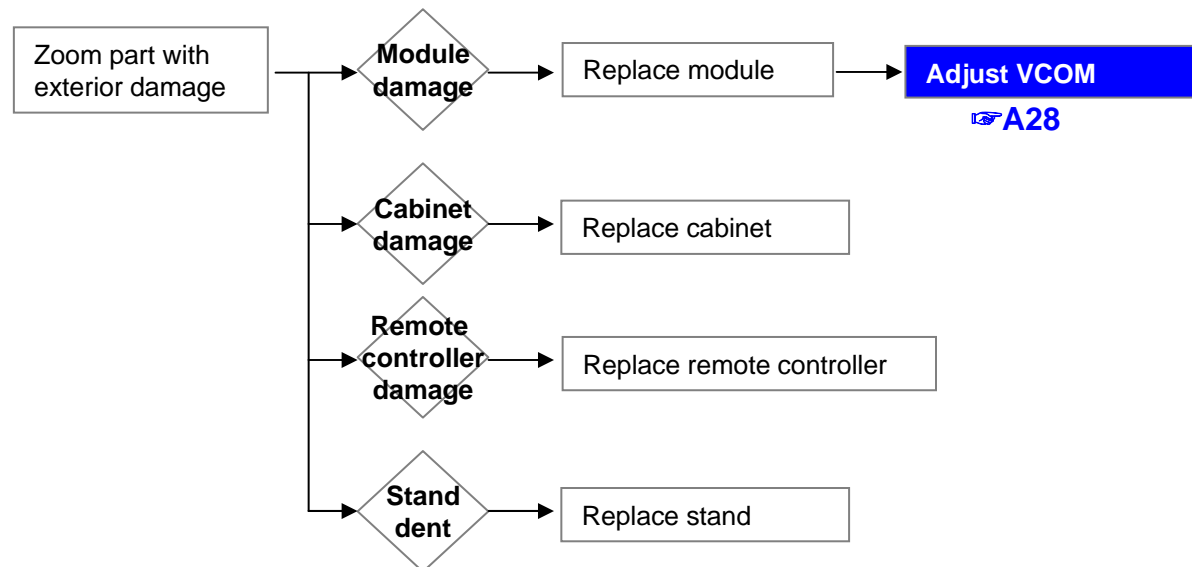 Zoom part with
exterior damage
Module
damage
Replace module
Adjust VCOM
☞A28
Cabinet
damage
Replace cabinet
Remote
controller
damage
Replace remote controller
Stand
dent
Replace stand